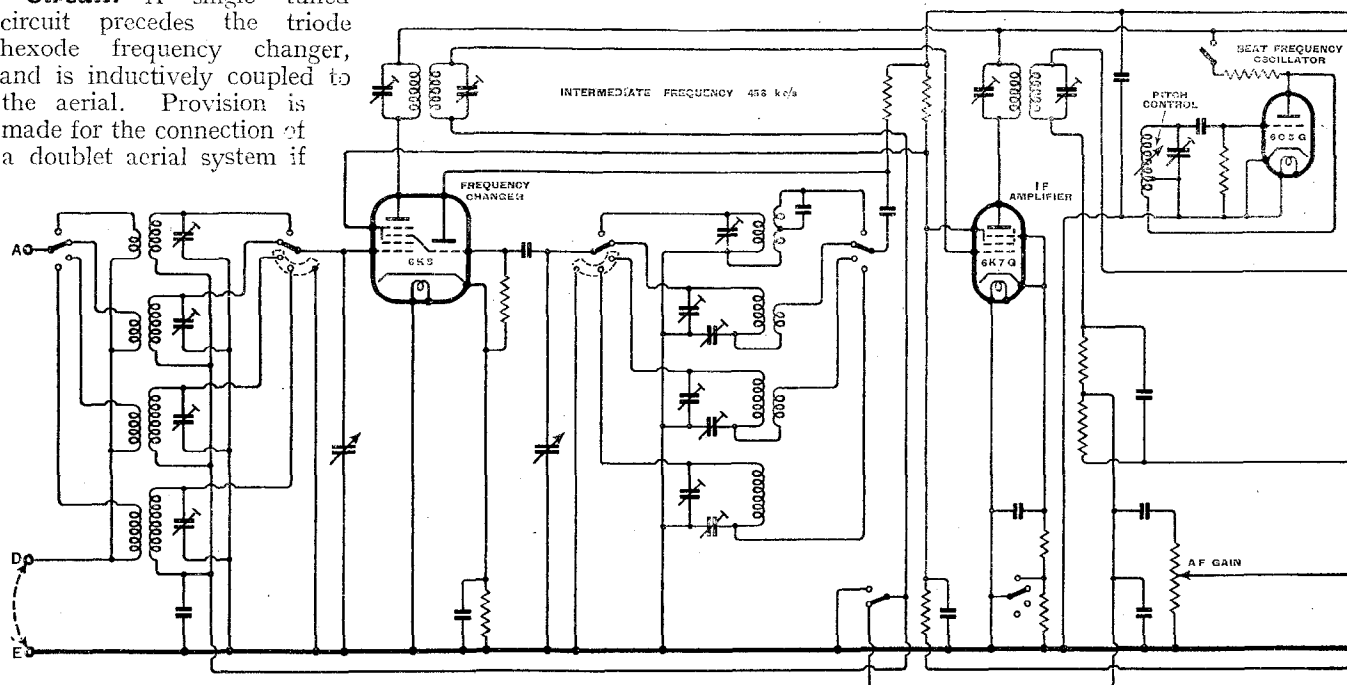 Stream. A single tuned
circuit precedes the triode
hexode frequency changer,
and is inductively coupled to
the aerial. Provision is
made for the connection of
a doublet aerial system if
INTERMEDIATE FREQUENCY 456 kc/s
BEAT FREQUENCY
OSCILLATOR
PITCH
CONTROL
6C5G
FREQUENCY
CHANGER
6K8
IF
AMPLIFIER
6K7G
A
D
E
AF GAIN